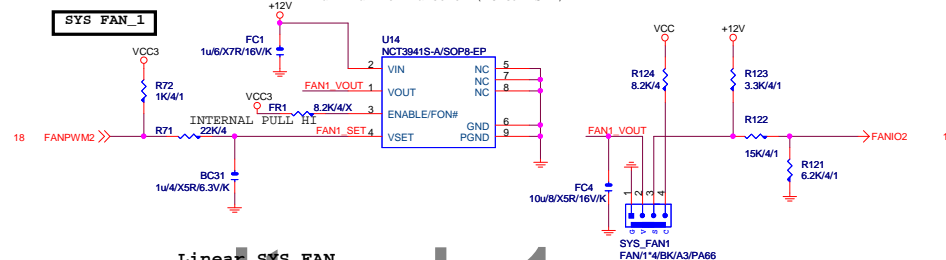 SYS FAN_1
+12V
FC1
1u/6/X7R/16V/K
U14
NCT3941S-A/SOP8-EP
VCC3
R72
1K/4/1
2 VIN
FAN1_VOUT 1 VOUT
VCC3
FR1 8.2K/4/X
3 ENABLE/FON#
INTERNAL PULL HI
FAN1_SET 4 VSET
NC 5
NC 7
NC 8
GND 6
PGND 9
18 FANPWM2
R71 22K/4
BC31
1u/4/X5R/6.3V/K
VCC
+12V
R124
8.2K/4
R123
3.3K/4/1
FAN1_VOUT
R122
15K/4/1
FANIO2
R121
6.2K/4/1
FC4
10u/8/X5R/16V/K
1 2 3 4
G V S C
SYS_FAN1
FAN/1*4/BK/A3/PA66
Linear SYS FAN